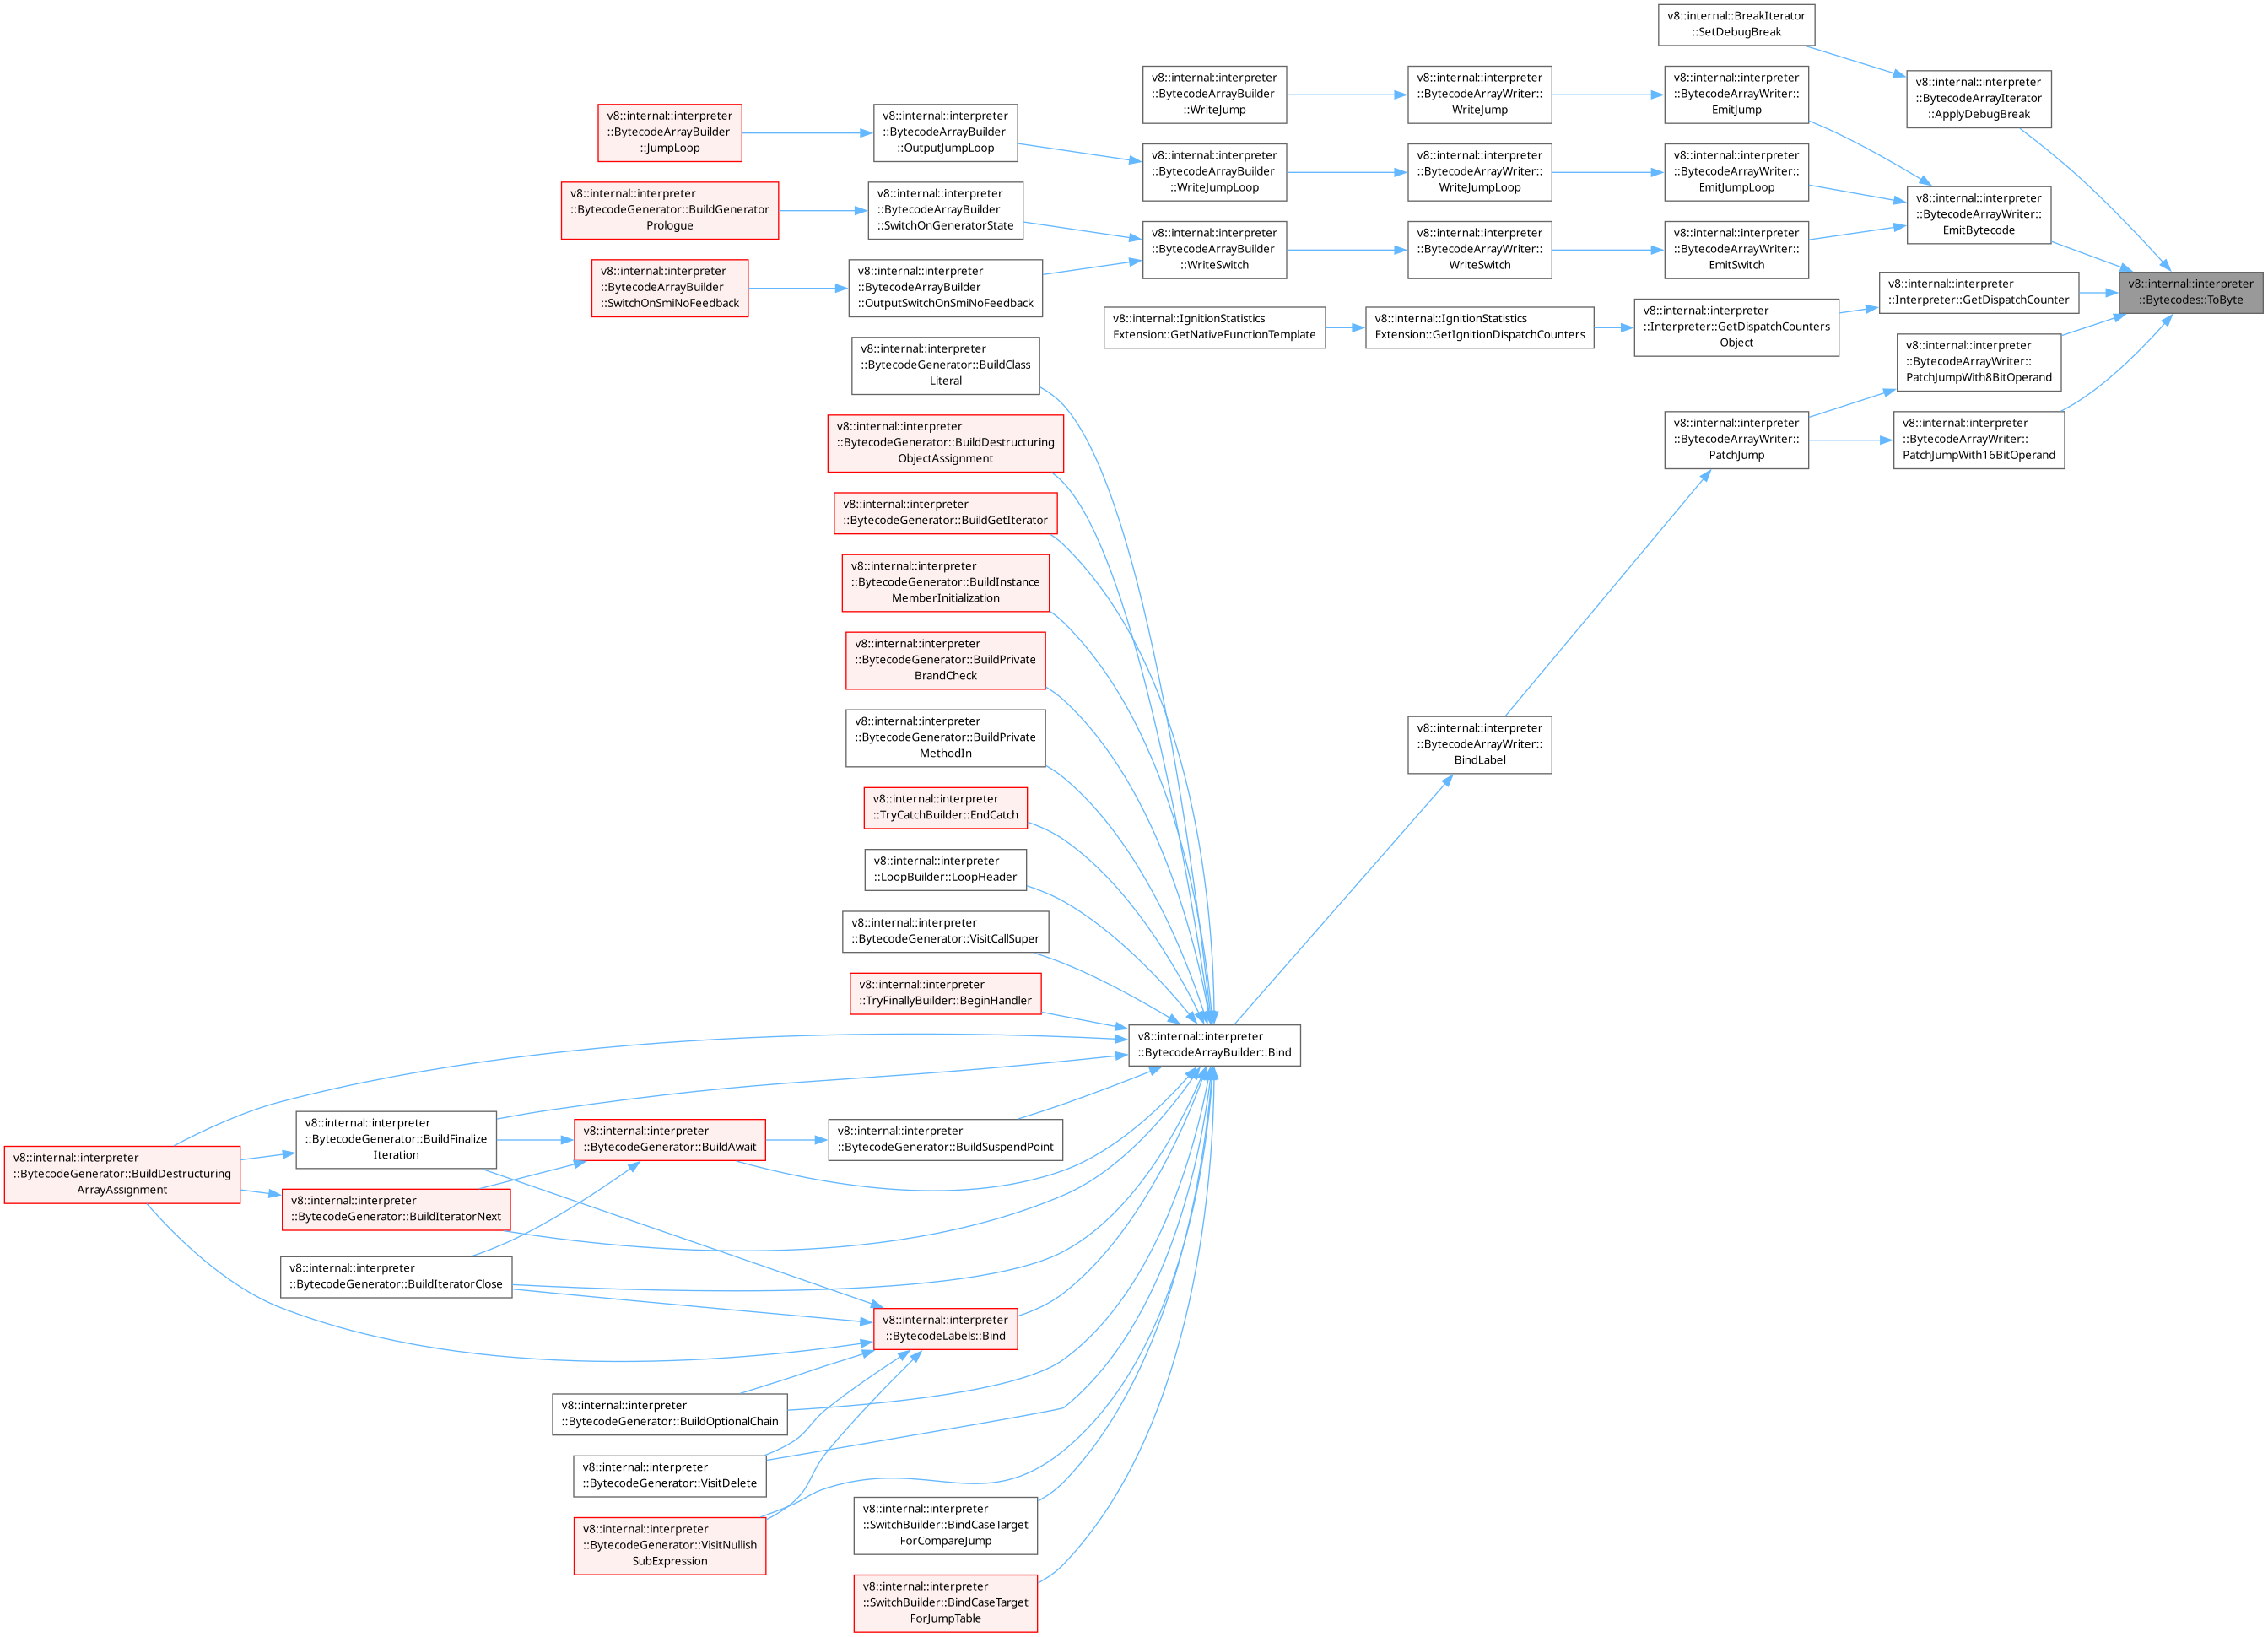 v8::internal::BreakIterator
::SetDebugBreak
v8::internal::interpreter
::BytecodeArrayBuilder
::WriteJump
v8::internal::interpreter
::BytecodeArrayWriter::
WriteJump
v8::internal::interpreter
::BytecodeArrayWriter::
EmitJump
v8::internal::interpreter
::BytecodeArrayIterator
::ApplyDebugBreak
v8::internal::interpreter
::BytecodeArrayBuilder
::JumpLoop
v8::internal::interpreter
::BytecodeArrayBuilder
::OutputJumpLoop
v8::internal::interpreter
::BytecodeArrayBuilder
::WriteJumpLoop
v8::internal::interpreter
::BytecodeArrayWriter::
WriteJumpLoop
v8::internal::interpreter
::BytecodeArrayWriter::
EmitJumpLoop
v8::internal::interpreter
::BytecodeArrayWriter::
EmitBytecode
v8::internal::interpreter
::BytecodeGenerator::BuildGenerator
Prologue
v8::internal::interpreter
::BytecodeArrayBuilder
::SwitchOnGeneratorState
v8::internal::interpreter
::BytecodeArrayBuilder
::WriteSwitch
v8::internal::interpreter
::BytecodeArrayWriter::
WriteSwitch
v8::internal::interpreter
::BytecodeArrayWriter::
EmitSwitch
v8::internal::interpreter
::BytecodeArrayBuilder
::SwitchOnSmiNoFeedback
v8::internal::interpreter
::BytecodeArrayBuilder
::OutputSwitchOnSmiNoFeedback
v8::internal::interpreter
::Interpreter::GetDispatchCounter
v8::internal::interpreter
::Bytecodes::ToByte
v8::internal::IgnitionStatistics
Extension::GetNativeFunctionTemplate
v8::internal::IgnitionStatistics
Extension::GetIgnitionDispatchCounters
v8::internal::interpreter
::Interpreter::GetDispatchCounters
Object
v8::internal::interpreter
::BytecodeArrayWriter::
PatchJumpWith8BitOperand
v8::internal::interpreter
::BytecodeGenerator::BuildClass
Literal
v8::internal::interpreter
::BytecodeGenerator::BuildDestructuring
ObjectAssignment
v8::internal::interpreter
::BytecodeArrayWriter::
PatchJump
v8::internal::interpreter
::BytecodeArrayWriter::
PatchJumpWith16BitOperand
v8::internal::interpreter
::BytecodeGenerator::BuildGetIterator
v8::internal::interpreter
::BytecodeGenerator::BuildInstance
MemberInitialization
v8::internal::interpreter
::BytecodeGenerator::BuildPrivate
BrandCheck
v8::internal::interpreter
::BytecodeGenerator::BuildPrivate
MethodIn
v8::internal::interpreter
::BytecodeArrayWriter::
BindLabel
v8::internal::interpreter
::TryCatchBuilder::EndCatch
v8::internal::interpreter
::LoopBuilder::LoopHeader
v8::internal::interpreter
::BytecodeGenerator::VisitCallSuper
v8::internal::interpreter
::TryFinallyBuilder::BeginHandler
v8::internal::interpreter
::BytecodeArrayBuilder::Bind
v8::internal::interpreter
::BytecodeGenerator::BuildDestructuring
ArrayAssignment
v8::internal::interpreter
::BytecodeGenerator::BuildFinalize
Iteration
v8::internal::interpreter
::BytecodeGenerator::BuildAwait
v8::internal::interpreter
::BytecodeGenerator::BuildSuspendPoint
v8::internal::interpreter
::BytecodeGenerator::BuildIteratorNext
v8::internal::interpreter
::BytecodeGenerator::BuildIteratorClose
v8::internal::interpreter
::BytecodeLabels::Bind
v8::internal::interpreter
::BytecodeGenerator::BuildOptionalChain
v8::internal::interpreter
::BytecodeGenerator::VisitDelete
v8::internal::interpreter
::BytecodeGenerator::VisitNullish
SubExpression
v8::internal::interpreter
::SwitchBuilder::BindCaseTarget
ForCompareJump
v8::internal::interpreter
::SwitchBuilder::BindCaseTarget
ForJumpTable